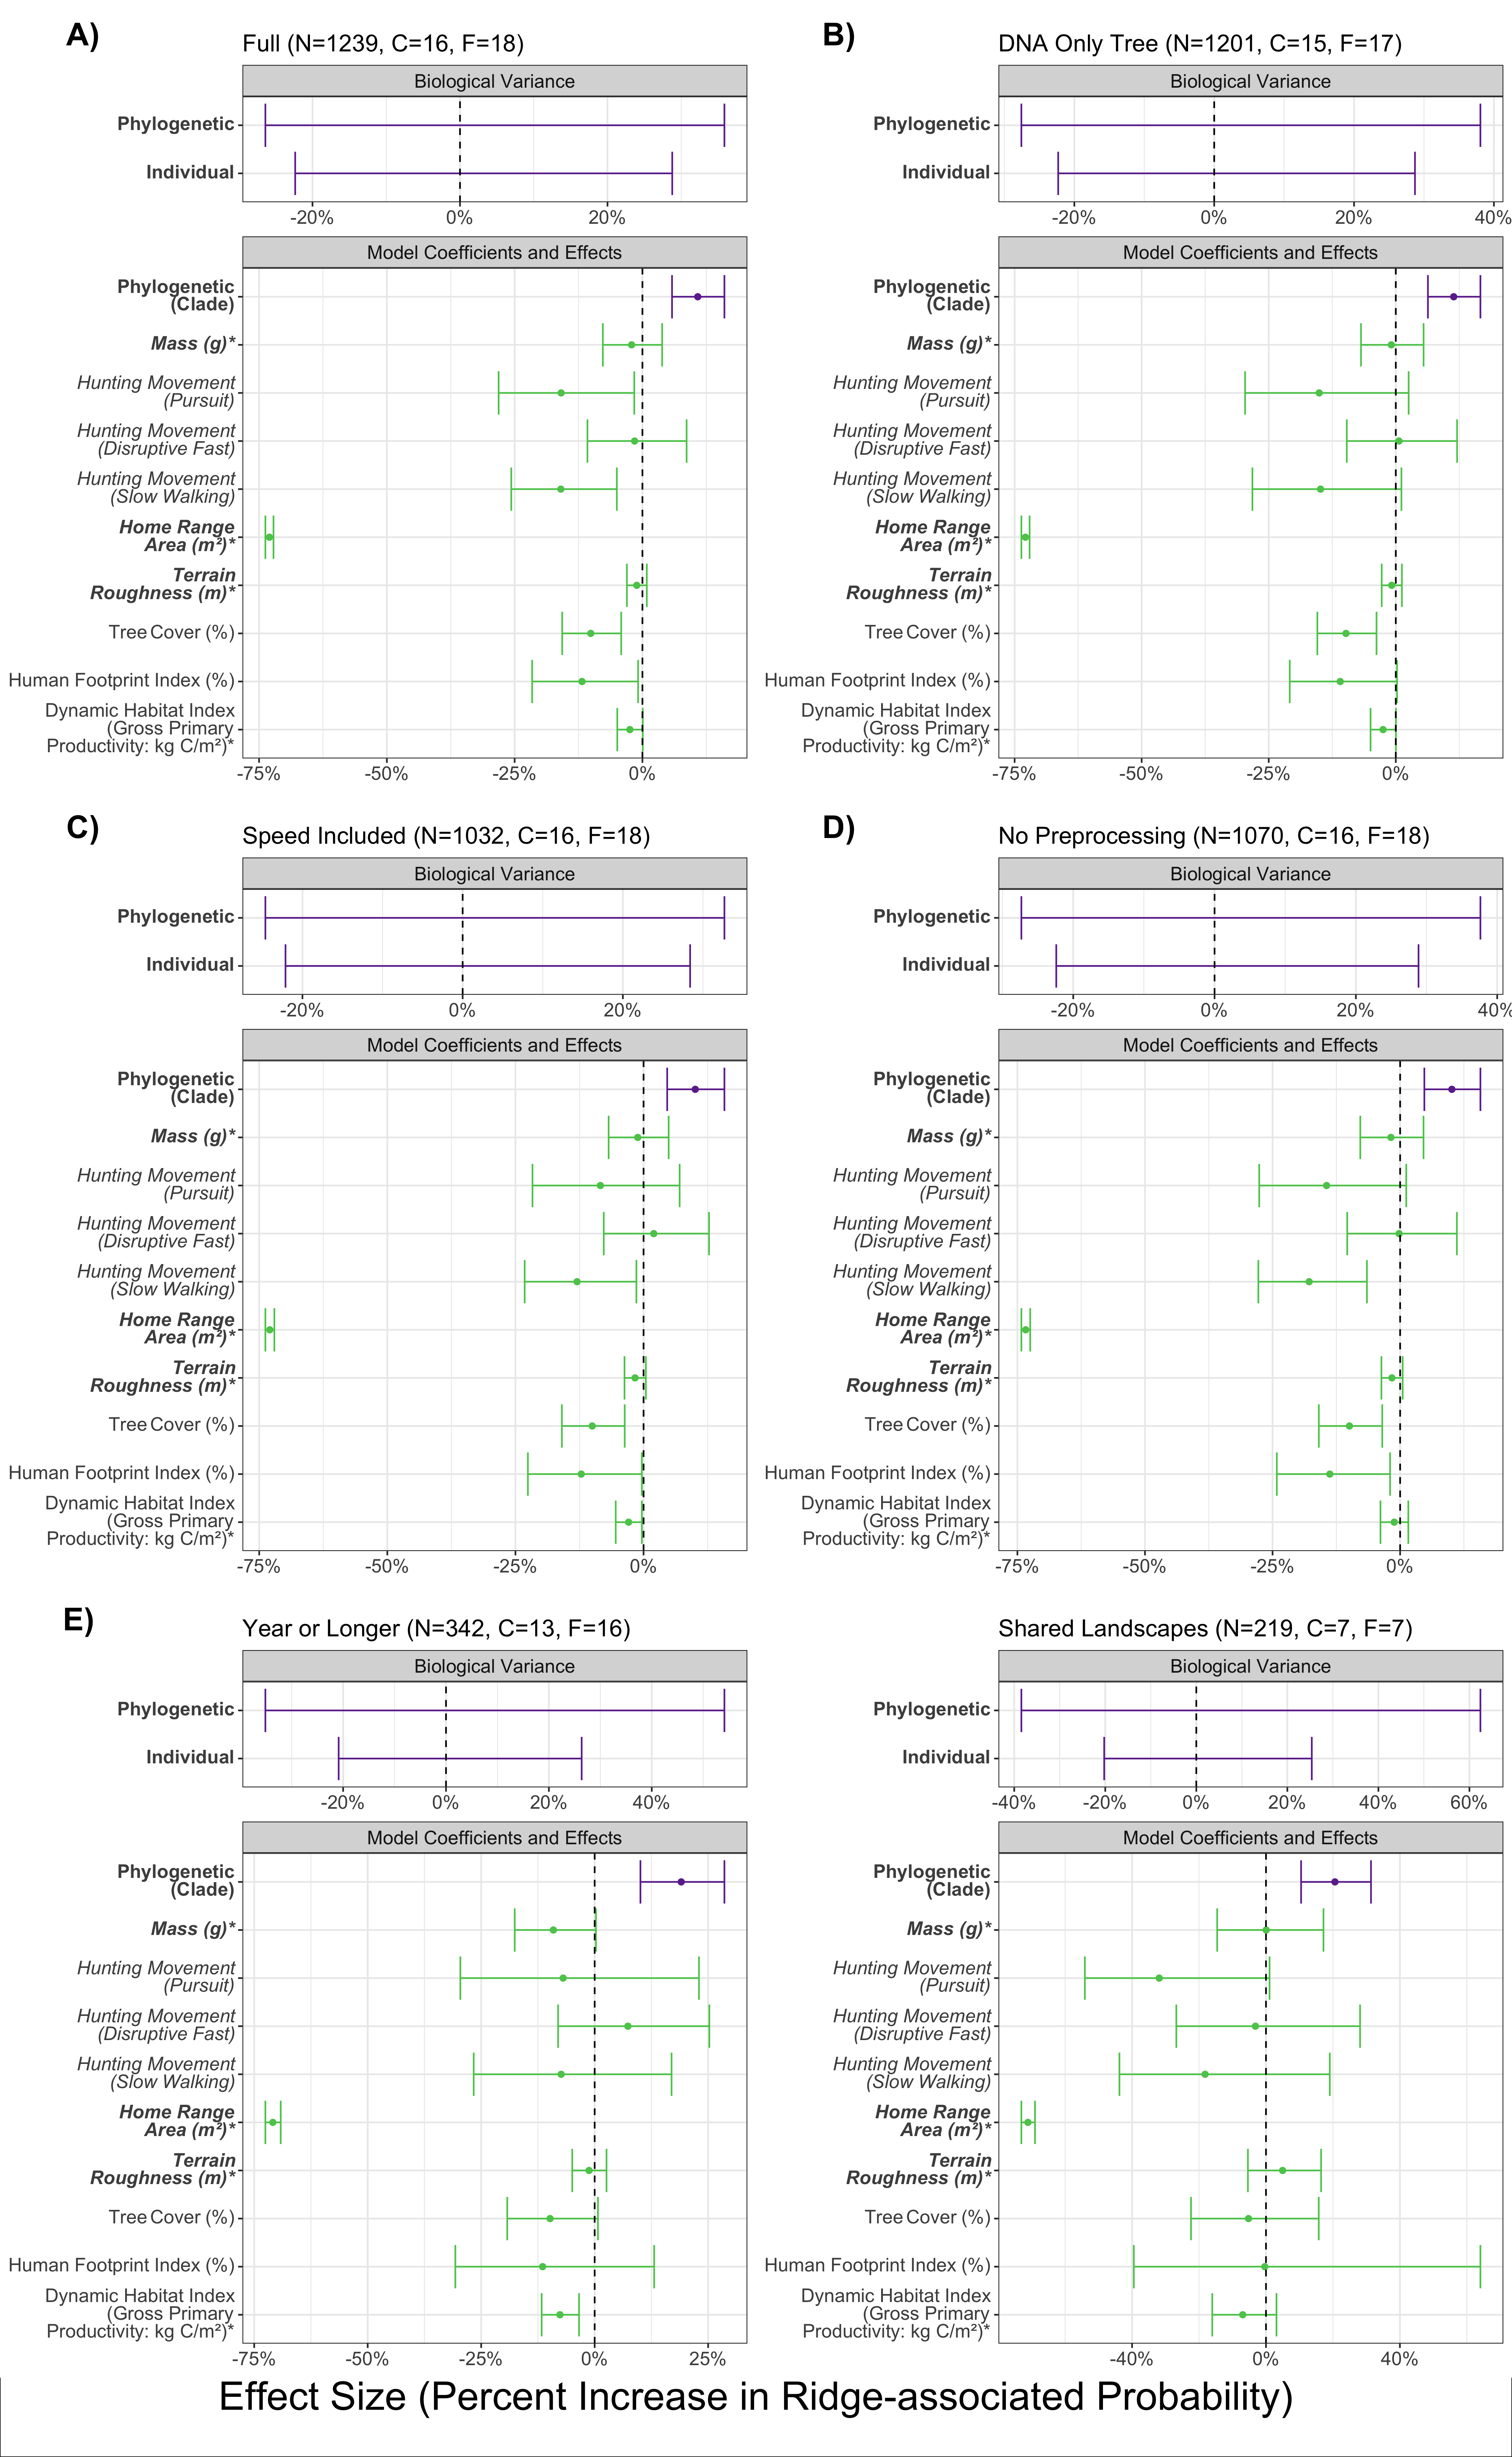 A)
Full (N=1239, C=16, F=18)
Biological Variance
Phylogenetic
Individual
-20% 0% 20%
Model Coefficients and Effects
Phylogenetic
(Clade)
Mass (g)*
Hunting Movement
(Pursuit)
Hunting Movement
(Disruptive Fast)
Hunting Movement
(Slow Walking)
Home Range
Area (m²)*
Terrain
Roughness (m)*
Tree Cover (%)
Human Footprint Index (%)
Dynamic Habitat Index
(Gross Primary
Productivity: kg C/m²)*
-75% -50% -25% 0%
B)
DNA Only Tree (N=1201, C=15, F=17)
Biological Variance
Phylogenetic
Individual
-20% 0% 20% 40%
Model Coefficients and Effects
Phylogenetic
(Clade)
Mass (g)*
Hunting Movement
(Pursuit)
Hunting Movement
(Disruptive Fast)
Hunting Movement
(Slow Walking)
Home Range
Area (m²)*
Terrain
Roughness (m)*
Tree Cover (%)
Human Footprint Index (%)
Dynamic Habitat Index
(Gross Primary
Productivity: kg C/m²)*
-75% -50% -25% 0%
C)
Speed Included (N=1032, C=16, F=18)
Biological Variance
Phylogenetic
Individual
-20% 0% 20%
Model Coefficients and Effects
Phylogenetic
(Clade)
Mass (g)*
Hunting Movement
(Pursuit)
Hunting Movement
(Disruptive Fast)
Hunting Movement
(Slow Walking)
Home Range
Area (m²)*
Terrain
Roughness (m)*
Tree Cover (%)
Human Footprint Index (%)
Dynamic Habitat Index
(Gross Primary
Productivity: kg C/m²)*
-75% -50% -25% 0%
D)
No Preprocessing (N=1070, C=16, F=18)
Biological Variance
Phylogenetic
Individual
-20% 0% 20% 40%
Model Coefficients and Effects
Phylogenetic
(Clade)
Mass (g)*
Hunting Movement
(Pursuit)
Hunting Movement
(Disruptive Fast)
Hunting Movement
(Slow Walking)
Home Range
Area (m²)*
Terrain
Roughness (m)*
Tree Cover (%)
Human Footprint Index (%)
Dynamic Habitat Index
(Gross Primary
Productivity: kg C/m²)*
-75% -50% -25% 0%
E)
Year or Longer (N=342, C=13, F=16)
Biological Variance
Phylogenetic
Individual
-20% 0% 20% 40%
Model Coefficients and Effects
Phylogenetic
(Clade)
Mass (g)*
Hunting Movement
(Pursuit)
Hunting Movement
(Disruptive Fast)
Hunting Movement
(Slow Walking)
Home Range
Area (m²)*
Terrain
Roughness (m)*
Tree Cover (%)
Human Footprint Index (%)
Dynamic Habitat Index
(Gross Primary
Productivity: kg C/m²)*
-75% -50% -25% 0% 25%
Shared Landscapes (N=219, C=7, F=7)
Biological Variance
Phylogenetic
Individual
-40% -20% 0% 20% 40% 60%
Model Coefficients and Effects
Phylogenetic
(Clade)
Mass (g)*
Hunting Movement
(Pursuit)
Hunting Movement
(Disruptive Fast)
Hunting Movement
(Slow Walking)
Home Range
Area (m²)*
Terrain
Roughness (m)*
Tree Cover (%)
Human Footprint Index (%)
Dynamic Habitat Index
(Gross Primary
Productivity: kg C/m²)*
-40% 0% 40%
Effect Size (Percent Increase in Ridge-associated Probability)